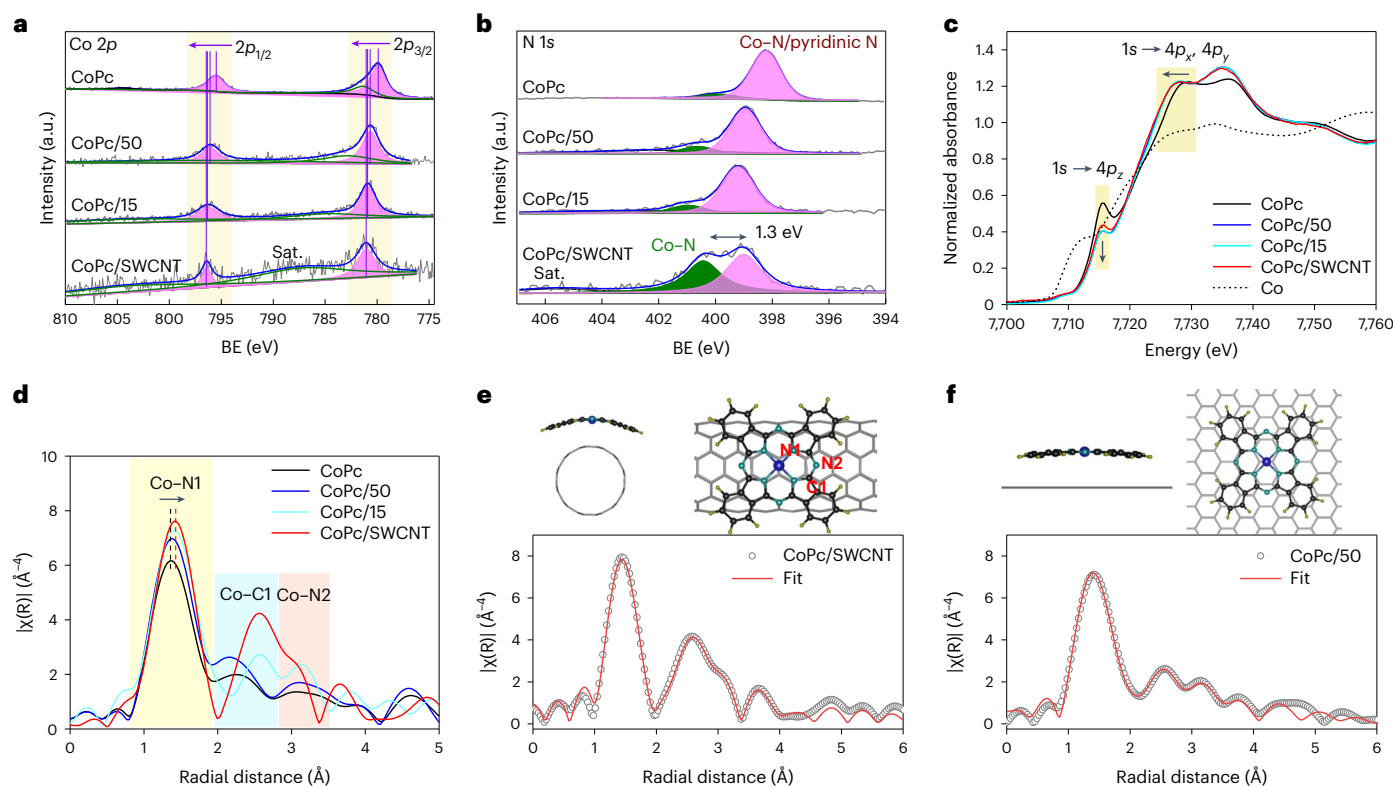 a
Co 2p
2p1/2
2p3/2
CoPc
CoPc/50
CoPc/15
CoPc/SWCNT
Sat.
Intensity (a.u.)
810 805 795 790 785 780 775
BE (eV)
b
N 1s
Co–N/pyridinic N
CoPc
CoPc/50
CoPc/15
1.3 eV
CoPc/SWCNT
Co–N
Sat.
Intensity (a.u.)
406 404 402 400 398 396 394
BE (eV)
c
1s → 4px, 4py
1s → 4pz
CoPc
CoPc/50
CoPc/15
CoPc/SWCNT
Co
Normalized absorbance
1.4
1.2
1.0
0.8
0.6
0.4
0.2
0
7,700 7,710 7,720 7,730 7,740 7,750 7,760
Energy (eV)
d
Co–N1
CoPc
CoPc/50
CoPc/15
CoPc/SWCNT
Co–C1 Co–N2
|χ(R)| (Å⁻⁴)
10
8
6
4
2
0
0 1 2 3 4 5
Radial distance (Å)
e
N1
N2
C1
CoPc/SWCNT
Fit
|χ(R)| (Å⁻⁴)
8
6
4
2
0
0 1 2 3 4 5 6
Radial distance (Å)
f
CoPc/50
Fit
|χ(R)| (Å⁻⁴)
8
6
4
2
0
0 1 2 3 4 5 6
Radial distance (Å)